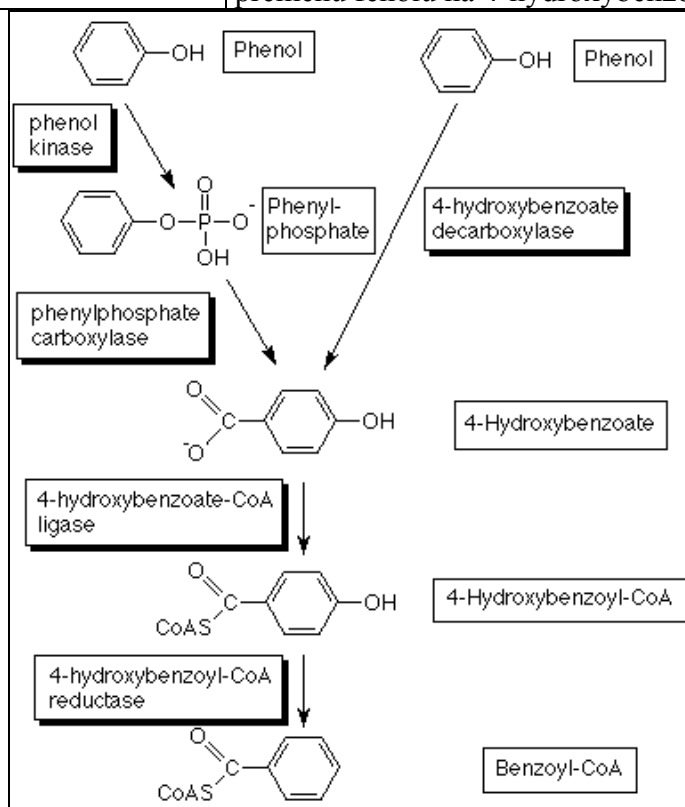 OH Phenol OH Phenol
phenol
kinase
O
O P O- Phenyl-
phosphate
OH
4-hydroxybenzoate
decarboxylase
phenylphosphate
carboxylase
O
C OH 4-Hydroxybenzoate
-O
4-hydroxybenzoate-CoA
ligase
O
C OH 4-Hydroxybenzoyl-CoA
CoAS
4-hydroxybenzoyl-CoA
reductase
O
C Benzoyl-CoA
CoAS